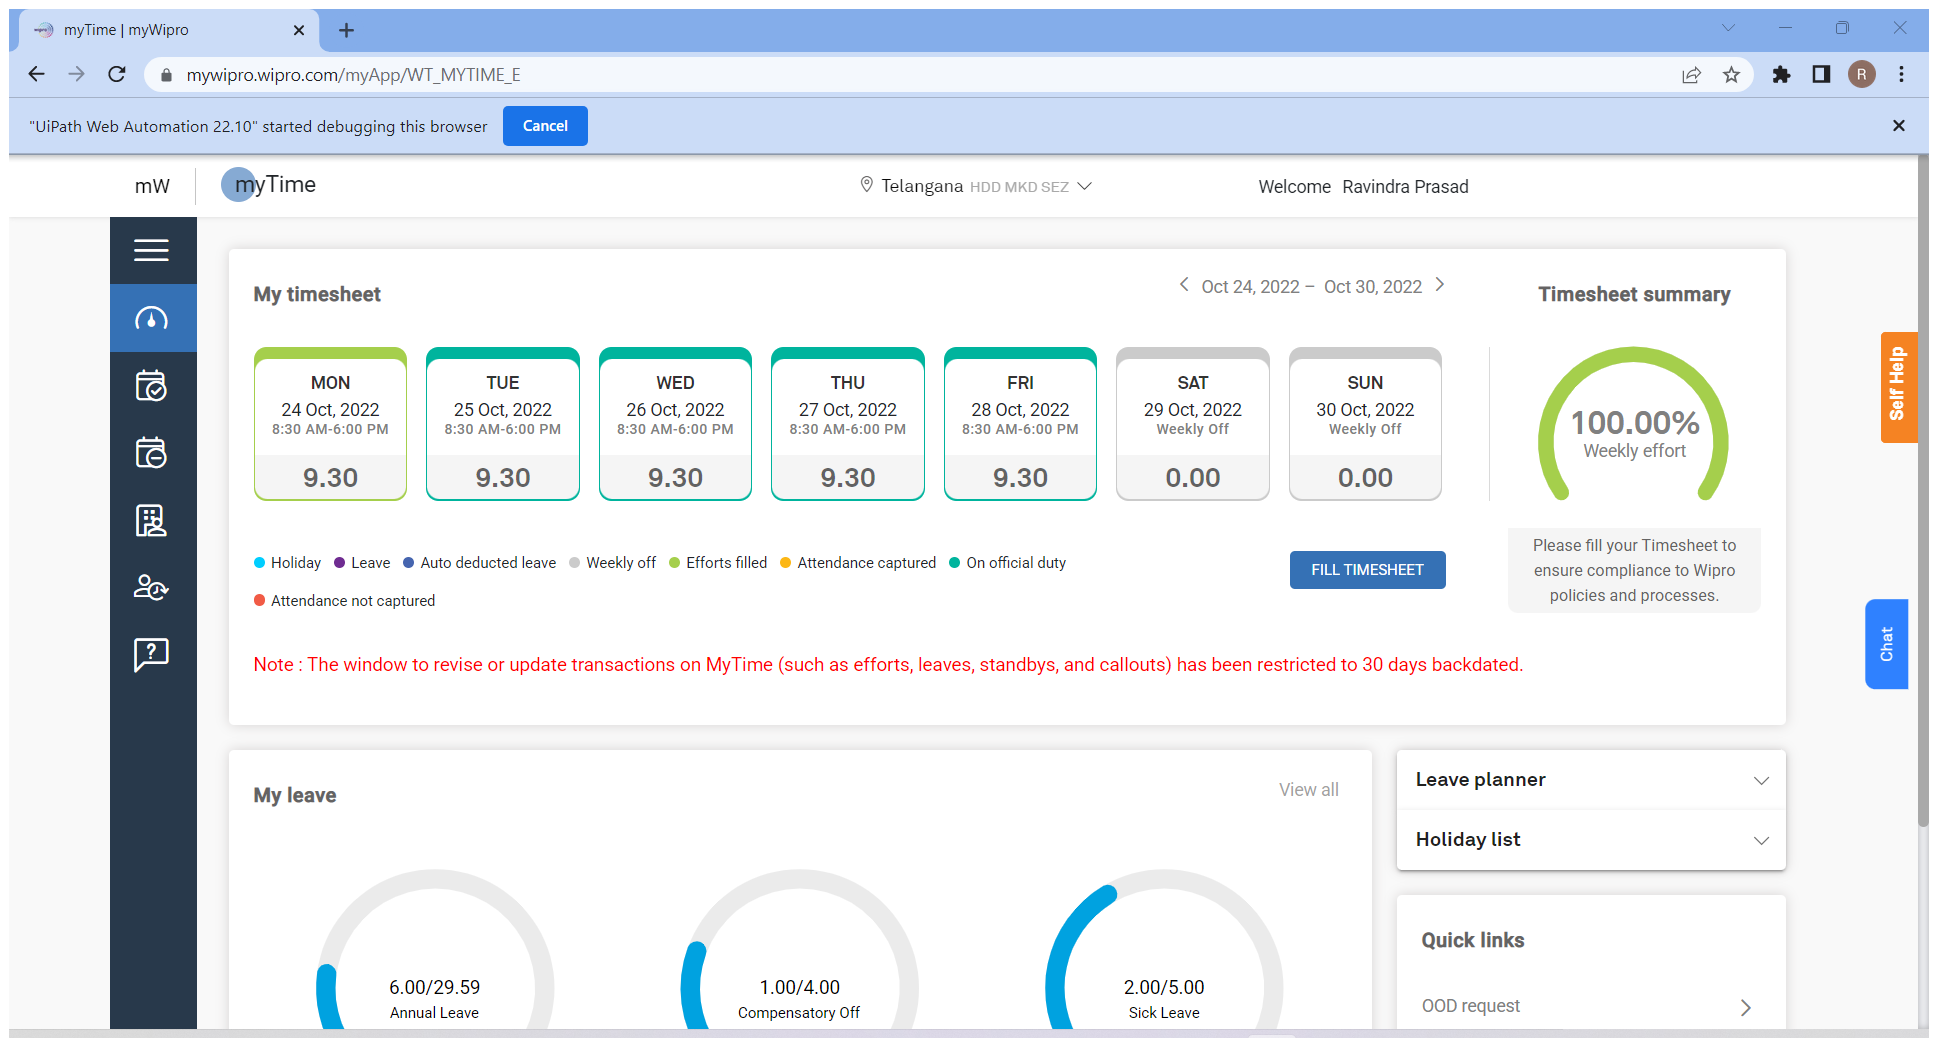 myTime | myWipro
mywipro.wipro.com/myApp/WT_MYTIME_E
R
"UiPath Web Automation 22.10" started debugging this browser
Cancel
mW
myTime
Telangana HDD MKD SEZ
Welcome Ravindra Prasad
My timesheet
Oct 24, 2022 – Oct 30, 2022
Timesheet summary
MON
24 Oct, 2022
8:30 AM-6:00 PM
9.30
TUE
25 Oct, 2022
8:30 AM-6:00 PM
9.30
WED
26 Oct, 2022
8:30 AM-6:00 PM
9.30
THU
27 Oct, 2022
8:30 AM-6:00 PM
9.30
FRI
28 Oct, 2022
8:30 AM-6:00 PM
9.30
SAT
29 Oct, 2022
Weekly Off
0.00
SUN
30 Oct, 2022
Weekly Off
0.00
100.00%
Weekly effort
Self Help
Holiday Leave Auto deducted leave Weekly off Efforts filled Attendance captured On official duty
Attendance not captured
FILL TIMESHEET
Please fill your Timesheet to
ensure compliance to Wipro
policies and processes.
Chat
Note : The window to revise or update transactions on MyTime (such as efforts, leaves, standbys, and callouts) has been restricted to 30 days backdated.
My leave
View all
6.00/29.59
Annual Leave
1.00/4.00
Compensatory Off
2.00/5.00
Sick Leave
Leave planner
Holiday list
Quick links
OOD request